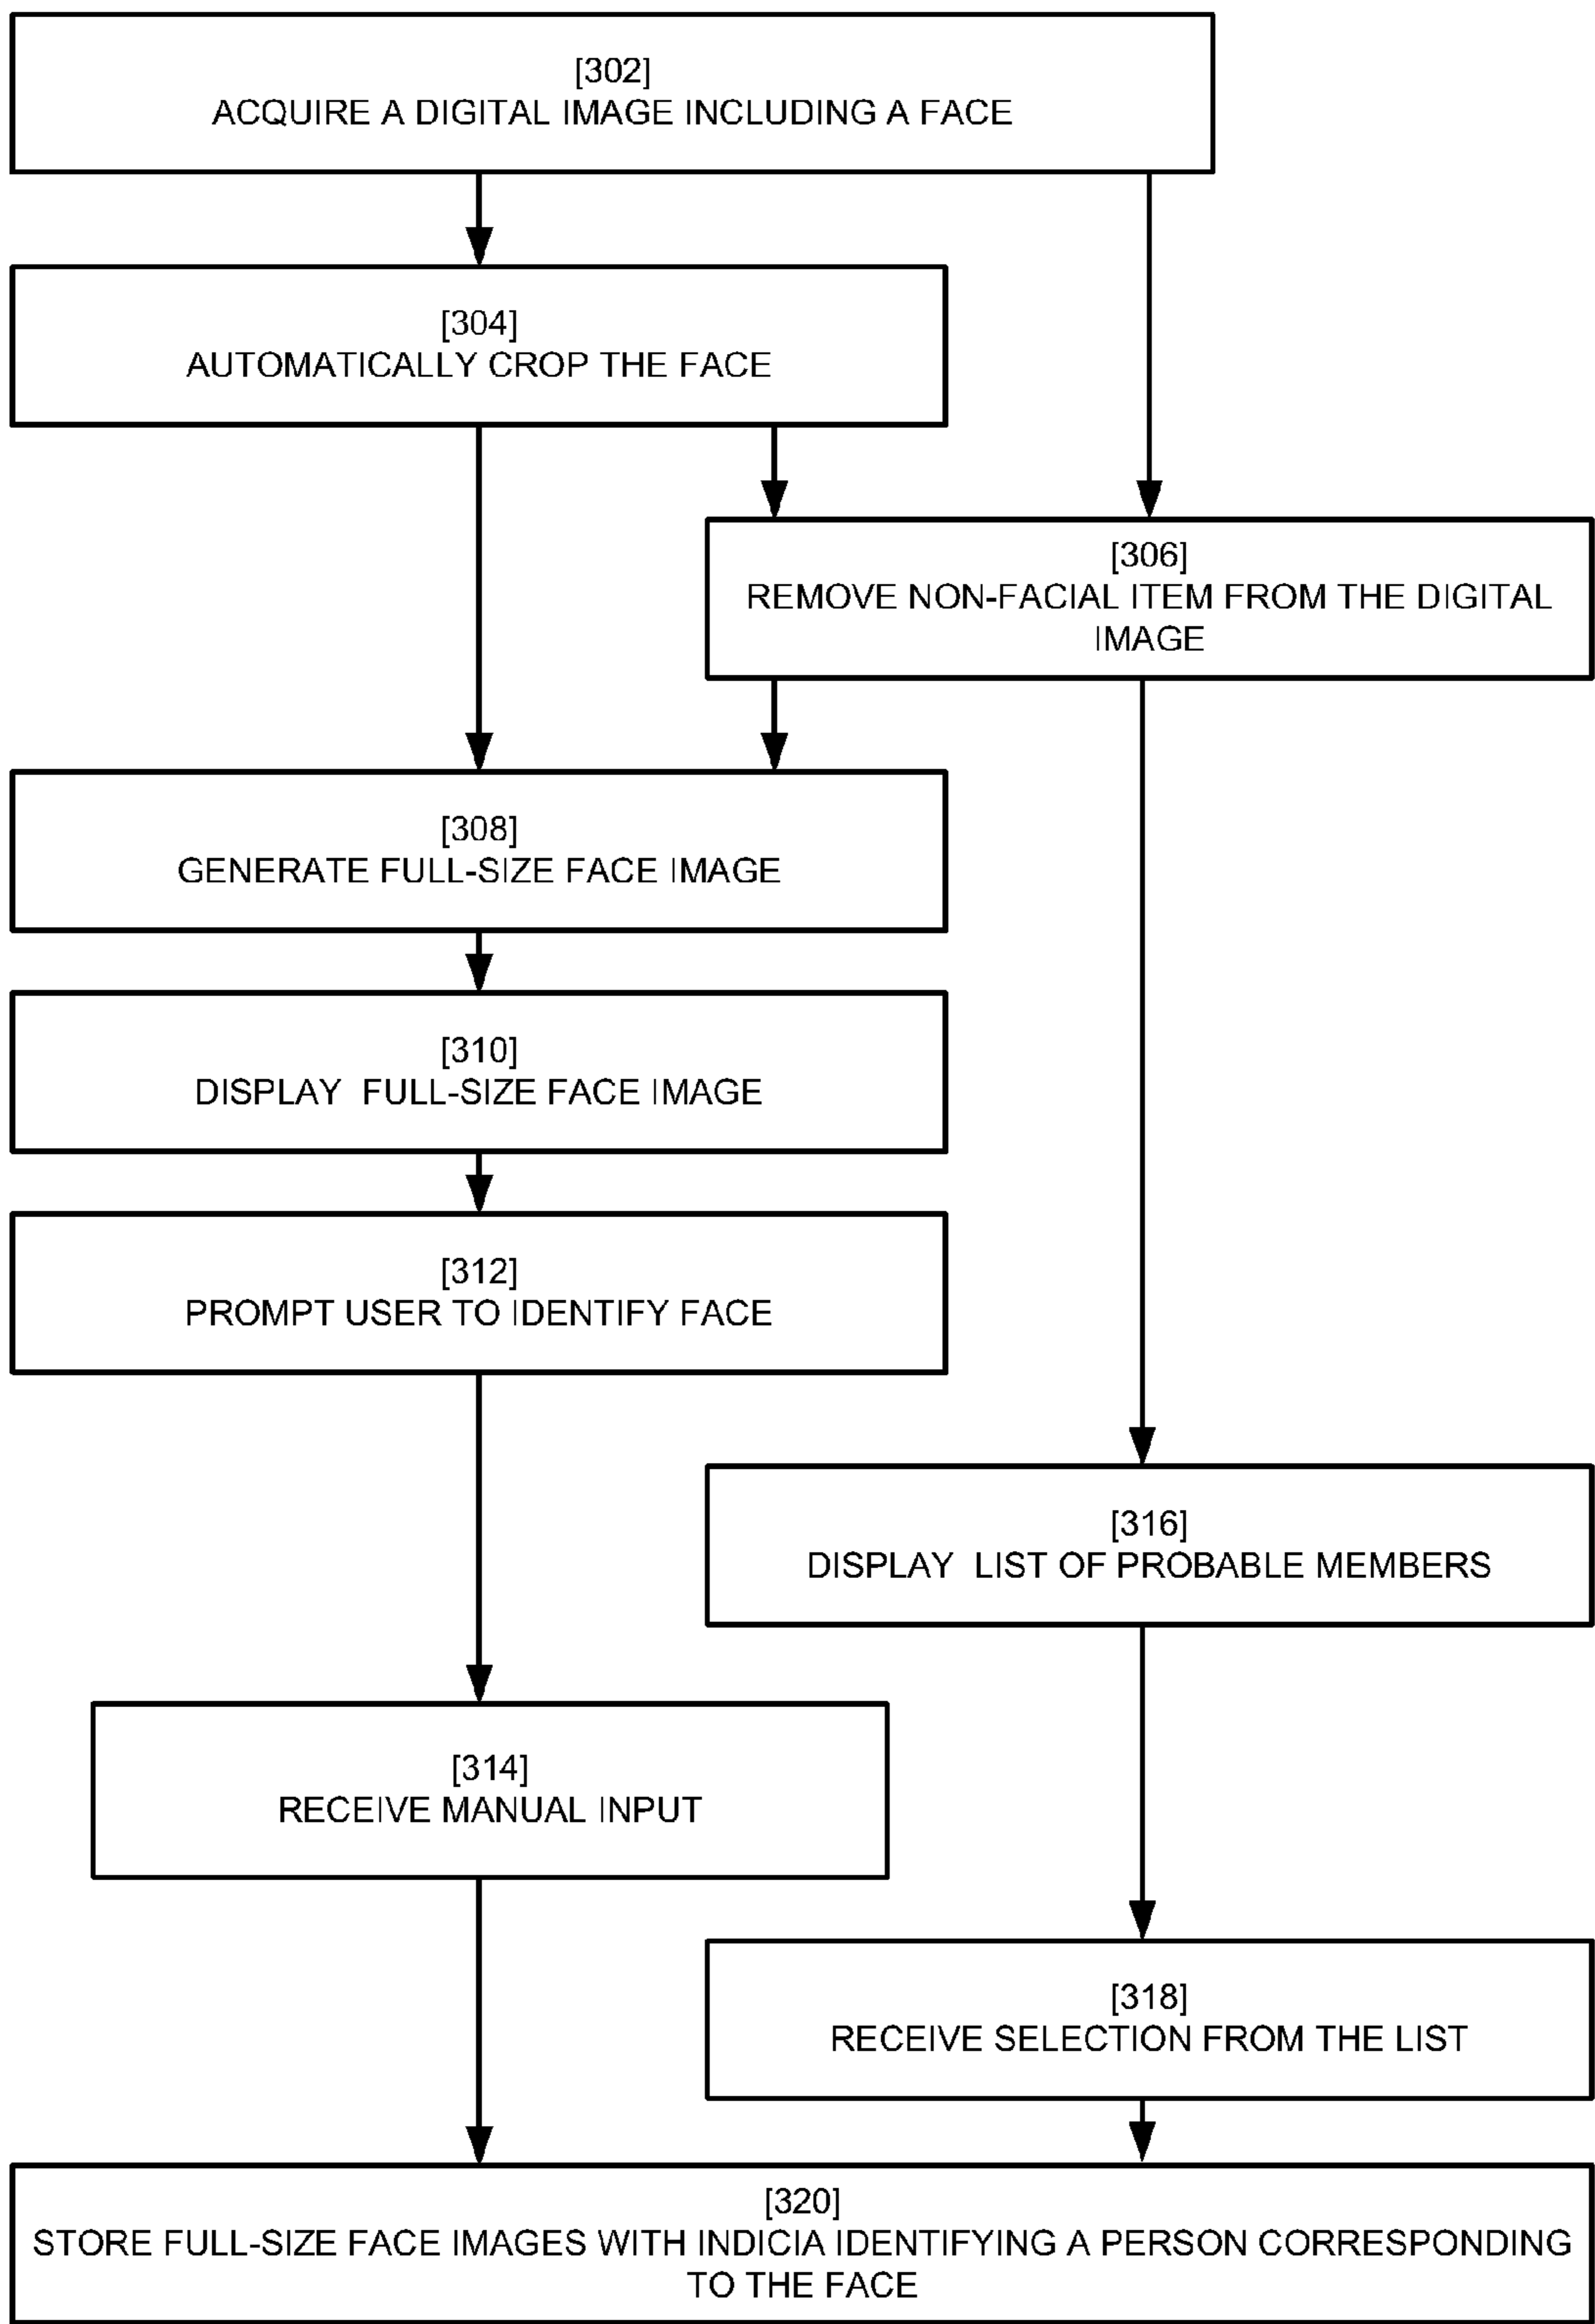 [302]
ACQUIRE A DIGITAL IMAGE INCLUDING A FACE
[304]
AUTOMATICALLY CROP THE FACE
[306]
REMOVE NON-FACIAL ITEM FROM THE DIGITAL
IMAGE
[308]
GENERATE FULL-SIZE FACE IMAGE
[310]
DISPLAY FULL-SIZE FACE IMAGE
[312]
PROMPT USER TO IDENTIFY FACE
[316]
DISPLAY LIST OF PROBABLE MEMBERS
[314]
RECEIVE MANUAL INPUT
[318]
RECEIVE SELECTION FROM THE LIST
[320]
STORE FULL-SIZE FACE IMAGES WITH INDICIA IDENTIFYING A PERSON CORRESPONDING
TO THE FACE